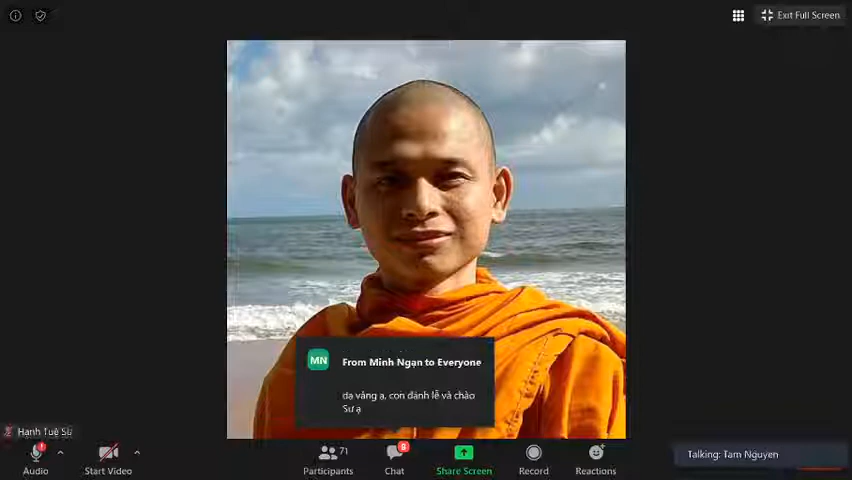 Exit Full Screen
MN
From Minh Ngạn to Everyone
dạ vâng ạ, con đảnh lễ và chào
Sư ạ
Hạnh Tuệ Sư
Audio
Start Video
71
Participants
8
Chat
Share Screen
Record
Reactions
Talking: Tam Nguyen